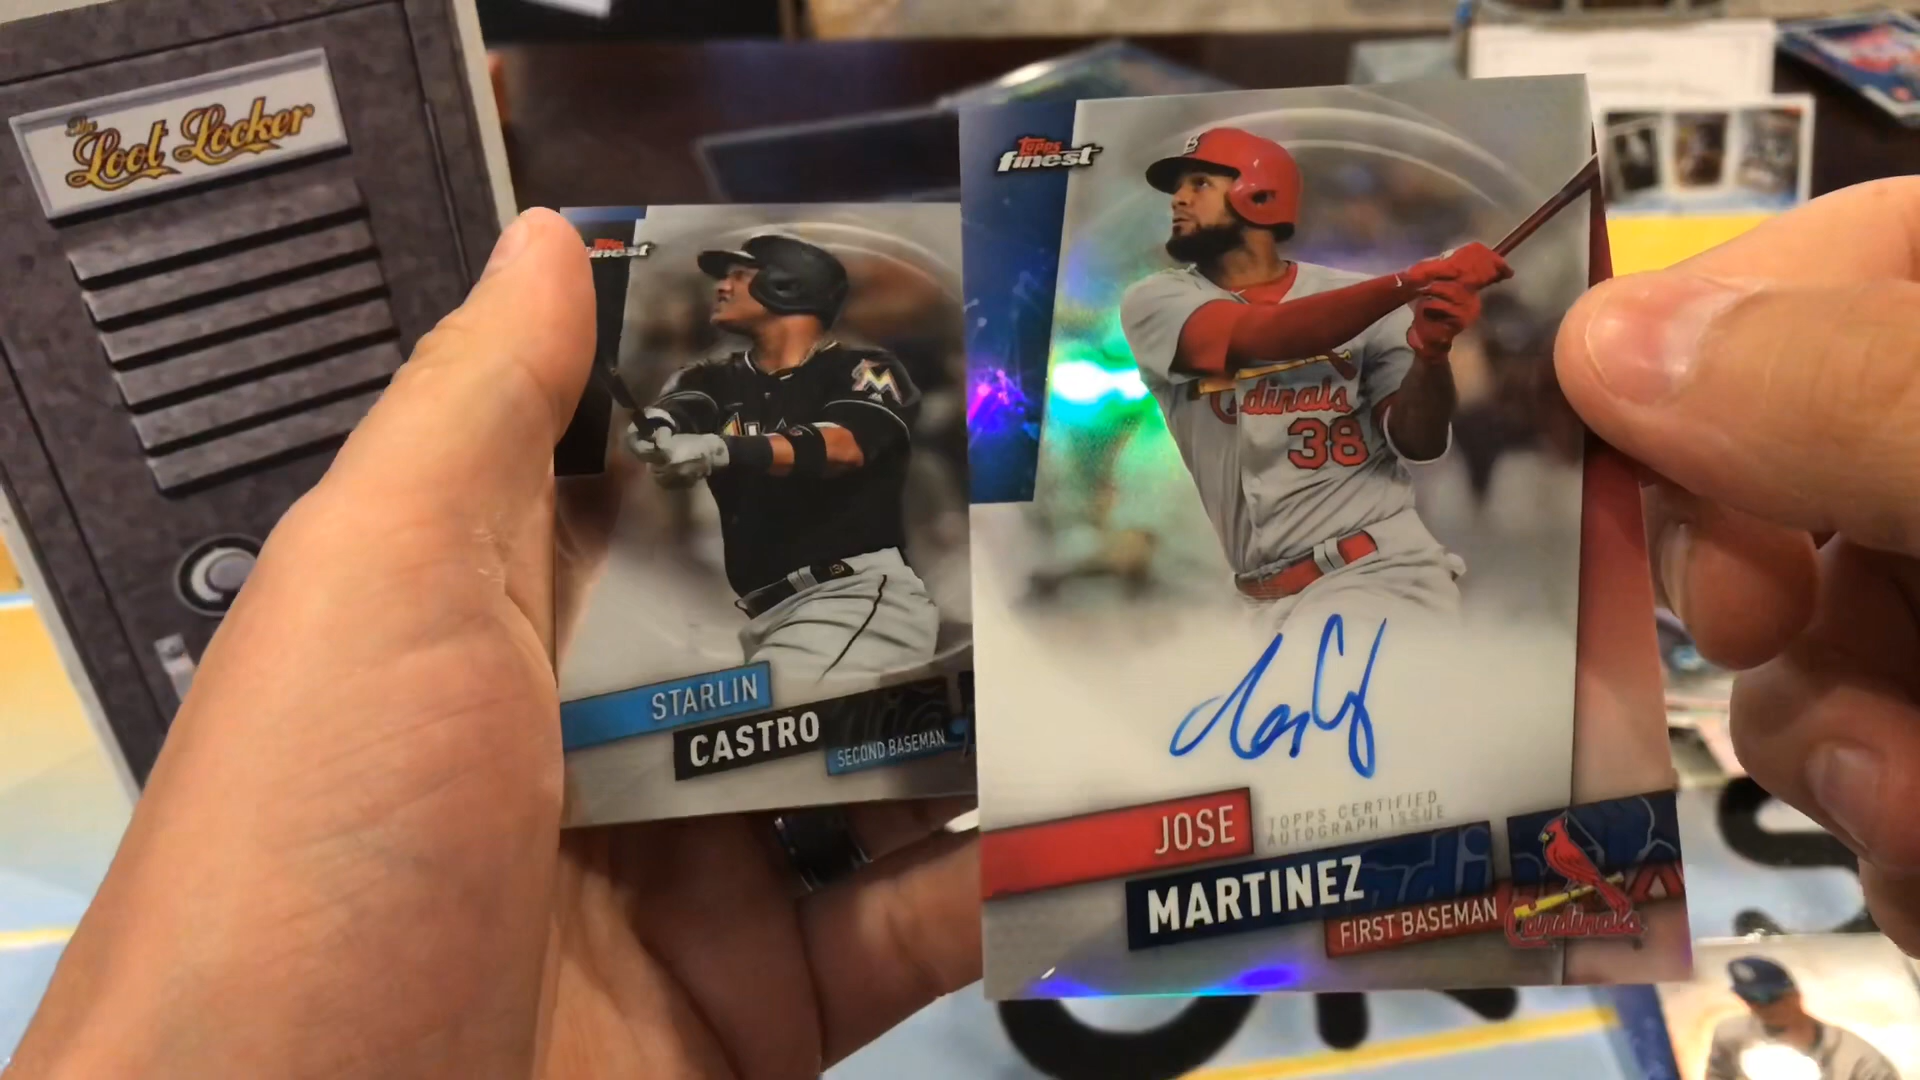 The
Loot Locker
Topps
finest
STARLIN
CASTRO
SECOND BASEMAN
M
Topps
finest
Cardinals
38
TOPPS CERTIFIED
AUTOGRAPH ISSUE
JOSE
MARTINEZ
FIRST BASEMAN
Cardinals